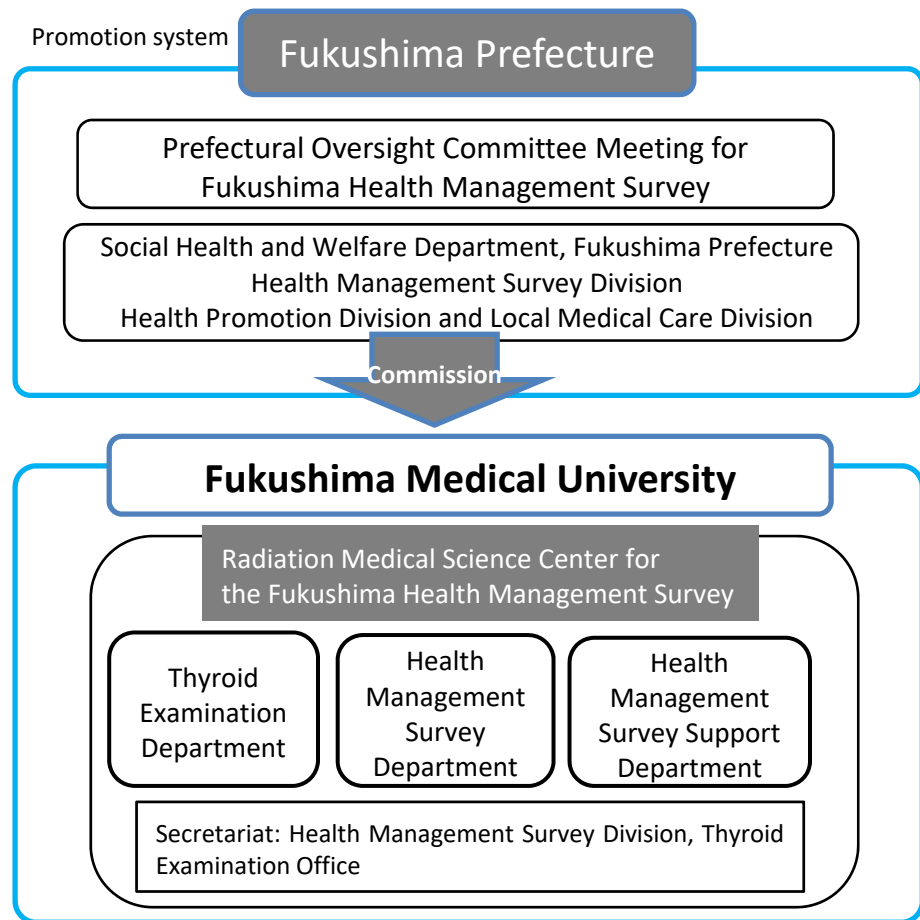 Promotion system
Fukushima Prefecture
Prefectural Oversight Committee Meeting for
Fukushima Health Management Survey
Social Health and Welfare Department, Fukushima Prefecture
Health Management Survey Division
Health Promotion Division and Local Medical Care Division
Commission
Fukushima Medical University
Radiation Medical Science Center for
the Fukushima Health Management Survey
Thyroid
Examination
Department
Health
Management
Survey
Department
Health
Management
Survey Support
Department
Secretariat: Health Management Survey Division, Thyroid
Examination Office